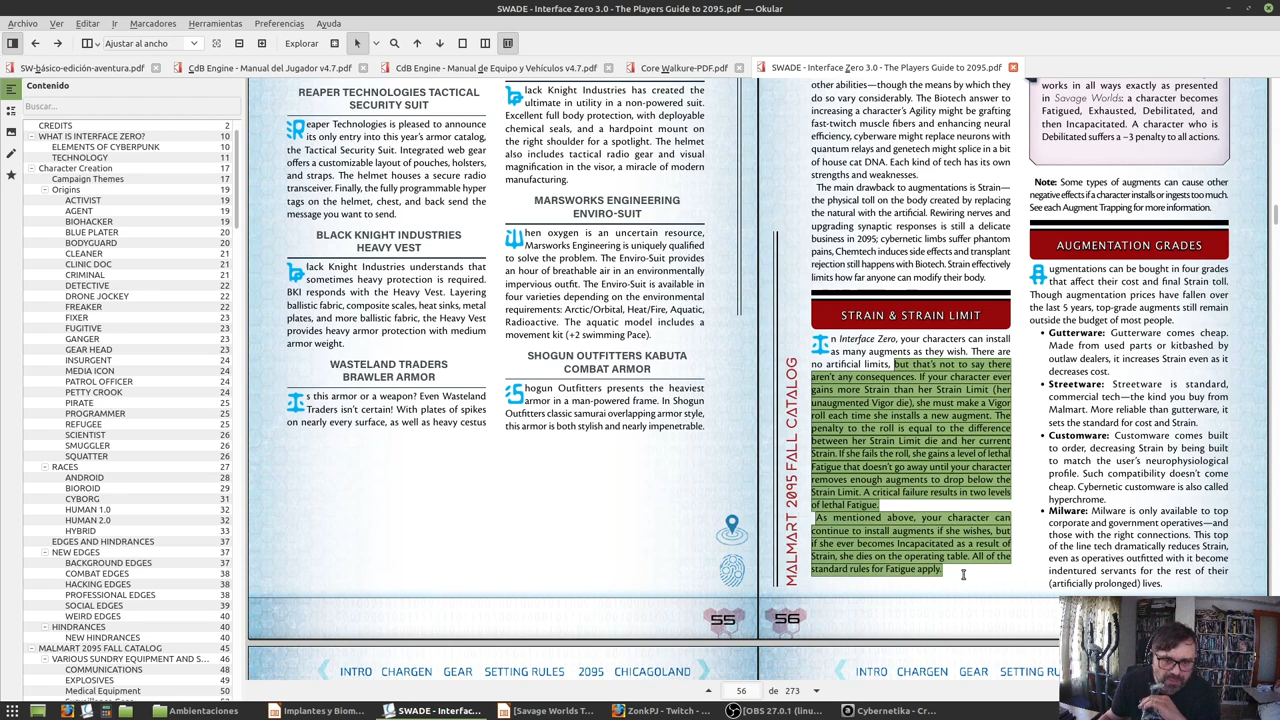 SWADE - Interface Zero 3.0 - The Players Guide to 2095.pdf — Okular
Archivo Ver Editar Ir Marcadores Herramientas Preferencias Ayuda
Ajustar al ancho Explorar
SW-básico-edición-aventura.pdf CdB Engine - Manual del Jugador v4.7.pdf CdB Engine - Manual de Equipo y Vehículos v4.7.pdf Core Walkure-PDF.pdf SWADE - Interface Zero 3.0 - The Players Guide to 2095.pdf
Contenido
Buscar...
CREDITS 2
WHAT IS INTERFACE ZERO? 10
ELEMENTS OF CYBERPUNK 10
TECHNOLOGY 11
Character Creation 17
Campaign Themes 17
Origins 19
ACTIVIST 19
AGENT 19
BIOHACKER 19
BLUE PLATER 20
BODYGUARD 20
CLEANER 21
CLINIC DOC 21
CRIMINAL 21
DETECTIVE 22
DRONE JOCKEY 22
FREAKER 22
FIXER 22
FUGITIVE 23
GANGER 23
GEAR HEAD 23
INSURGENT 24
MEDIA ICON 24
PATROL OFFICER 24
PETTY CROOK 24
PIRATE 25
PROGRAMMER 25
REFUGEE 25
SCIENTIST 26
SMUGGLER 26
SQUATTER 26
RACES 27
ANDROID 28
BIOROID 29
CYBORG 31
HUMAN 1.0 32
HUMAN 2.0 32
HYBRID 33
EDGES AND HINDRANCES 37
NEW EDGES 37
BACKGROUND EDGES 37
COMBAT EDGES 38
HACKING EDGES 38
PROFESSIONAL EDGES 38
SOCIAL EDGES 39
WEIRD EDGES 40
HINDRANCES 40
NEW HINDRANCES 40
MALMART 2095 FALL CATALOG 45
VARIOUS SUNDRY EQUIPMENT AND S... 46
COMMUNICATIONS 48
EXPLOSIVES 49
Medical Equipment 50
REAPER TECHNOLOGIES TACTICAL
SECURITY SUIT
Reaper Technologies is pleased to announce
its only entry into this year's armor catalog,
the Tactical Security Suit. Integrated web gear
offers a customizable layout of pouches, holsters,
and straps. The helmet houses a secure radio
transceiver. Finally, the fully programmable hyper
tags on the helmet, chest, and back send the
message you want to send.
BLACK KNIGHT INDUSTRIES
HEAVY VEST
Black Knight Industries understands that
sometimes heavy protection is required.
BKI responds with the Heavy Vest. Layering
ballistic fabric, composite scales, heat sinks, metal
plates, and more ballistic fabric, the Heavy Vest
provides heavy armor protection with medium
armor weight.
WASTELAND TRADERS
BRAWLER ARMOR
Is this armor or a weapon? Even Wasteland
Traders isn't certain! With plates of spikes
on nearly every surface, as well as heavy cestus
Black Knight Industries has created the
ultimate in utility in a non-powered suit.
Excellent full body protection, with deployable
chemical seals, and a hardpoint mount on
the right shoulder for a spotlight. The helmet
also includes tactical radio gear and visual
magnification in the visor, a miracle of modern
manufacturing.
MARSWORKS ENGINEERING
ENVIRO-SUIT
When oxygen is an uncertain resource,
Marsworks Engineering is uniquely qualified
to solve the problem. The Enviro-Suit provides
an hour of breathable air in an environmentally
impervious outfit. The Enviro-Suit is available in
four varieties depending on the environmental
requirements: Arctic/Orbital, Heat/Fire, Aquatic,
Radioactive. The aquatic model includes a
movement kit (+2 swimming Pace).
SHOGUN OUTFITTERS KABUTA
COMBAT ARMOR
Shogun Outfitters presents the heaviest
armor in a man-powered frame. In Shogun
Outfitters classic samurai overlapping armor style,
this armor is both stylish and nearly impenetrable.
55
MALMART 2095 FALL CATALOG
other abilities—though the means by which they
do so vary considerably. The Biotech answer to
increasing a character's Agility might be grafting
fast-twitch muscle fibers and enhancing neural
efficiency, cyberware might replace neurons with
quantum relays and genetech might splice in a bit
of house cat DNA. Each kind of tech has its own
strengths and weaknesses.
The main drawback to augmentations is Strain—
the physical toll on the body created by replacing
the natural with the artificial. Rewiring nerves and
upgrading synaptic responses is still a delicate
business in 2095; cybernetic limbs suffer phantom
pains, Chemtech induces side effects and transplant
rejection still happens with Biotech. Strain effectively
limits how far anyone can modify their body.
STRAIN & STRAIN LIMIT
In Interface Zero, your characters can install
as many augments as they wish. There are
no artificial limits, but that's not to say there
aren't any consequences. If your character ever
gains more Strain than her Strain Limit (her
unaugmented Vigor die), she must make a Vigor
roll each time she installs a new augment. The
penalty to the roll is equal to the difference
between her Strain Limit die and her current
Strain. If she fails the roll, she gains a level of lethal
Fatigue that doesn't go away until your character
removes enough augments to drop below the
Strain Limit. A critical failure results in two levels
of lethal Fatigue.
As mentioned above, your character can
continue to install augments if she wishes, but
if she ever becomes Incapacitated as a result of
Strain, she dies on the operating table. All of the
standard rules for Fatigue apply.
56
works in all ways exactly as presented
in Savage Worlds: a character becomes
Fatigued, Exhausted, Debilitated, and
then Incapacitated. A character who is
Debilitated suffers a –3 penalty to all actions.
Note: Some types of augments can cause other
negative effects if a character installs or ingests too much.
See each Augment Trapping for more information.
AUGMENTATION GRADES
Augmentations can be bought in four grades
that affect their cost and final Strain toll.
Though augmentation prices have fallen over
the last 5 years, top-grade augments still remain
outside the budget of most people.
• Gutterware: Gutterware comes cheap.
Made from used parts or kitbashed by
outlaw dealers, it increases Strain even as it
decreases cost.
• Streetware: Streetware is standard,
commercial tech—the kind you buy from
Malmart. More reliable than gutterware, it
sets the standard for cost and Strain.
• Customware: Customware comes built
to order, decreasing Strain by being built
to match the user's neurophysiological
profile. Such compatibility doesn't come
cheap. Cybernetic customware is also called
hyperchrome.
• Milware: Milware is only available to top
corporate and government operatives—and
those with the right connections. This top
of the line tech dramatically reduces Strain,
even as operatives outfitted with it become
indentured servants for the rest of their
(artificially prolonged) lives.
INTRO CHARGEN GEAR SETTING RULES 2095 CHICAGOLAND
INTRO CHARGEN GEAR SETTING
56 de 273
Ambientaciones Implantes y Biom... SWADE - Interfac... [Savage Worlds T... ZonkPJ - Twitch - ... [OBS 27.0.1 (linu... Cybernetika - Cr...